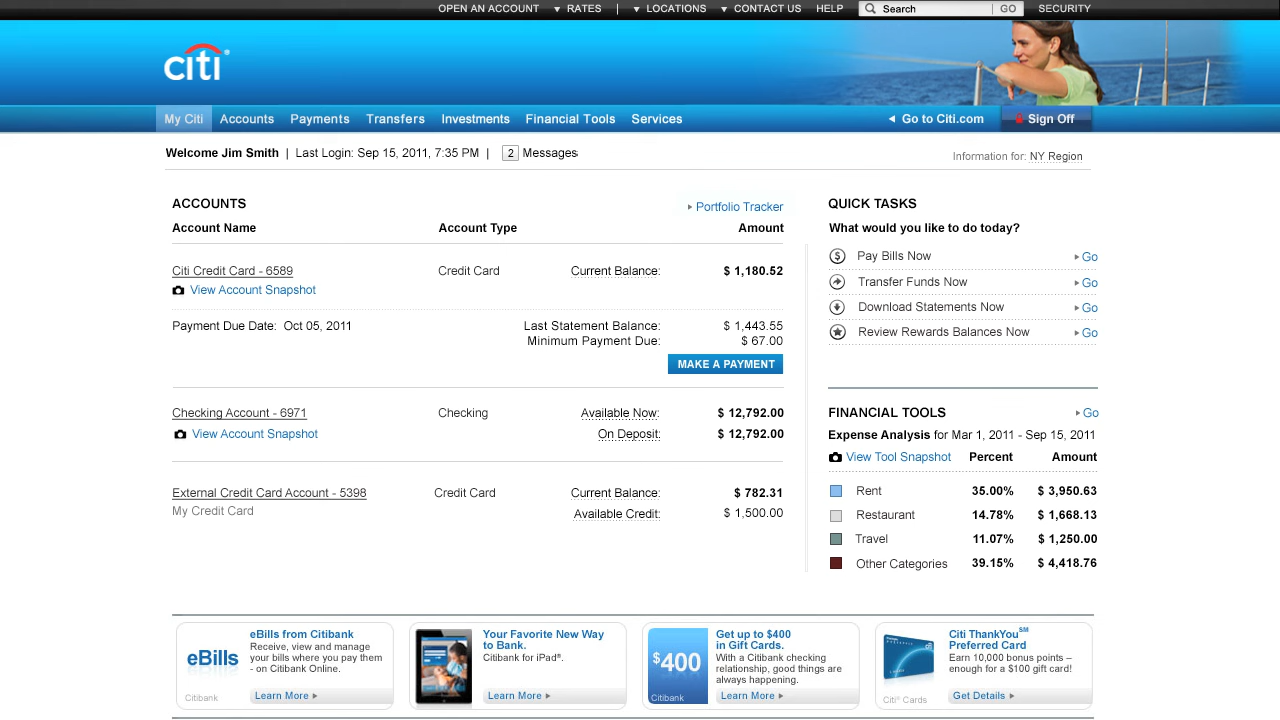 OPEN AN ACCOUNT ▼ RATES | ▼ LOCATIONS ▼ CONTACT US HELP Search GO SECURITY
citi®
My Citi Accounts Payments Transfers Investments Financial Tools Services ◄ Go to Citi.com Sign Off
Welcome Jim Smith | Last Login: Sep 15, 2011, 7:35 PM | 2 Messages
Information for: NY Region
ACCOUNTS
Portfolio Tracker
Account Name Account Type Amount
Citi Credit Card - 6589 Credit Card Current Balance: $ 1,180.52
View Account Snapshot
Payment Due Date: Oct 05, 2011 Last Statement Balance: $ 1,443.55
Minimum Payment Due: $ 67.00
MAKE A PAYMENT
Checking Account - 6971 Checking Available Now: $ 12,792.00
View Account Snapshot On Deposit: $ 12,792.00
External Credit Card Account - 5398 Credit Card Current Balance: $ 782.31
My Credit Card Available Credit: $ 1,500.00
QUICK TASKS
What would you like to do today?
Pay Bills Now Go
Transfer Funds Now Go
Download Statements Now Go
Review Rewards Balances Now Go
FINANCIAL TOOLS Go
Expense Analysis for Mar 1, 2011 - Sep 15, 2011
View Tool Snapshot Percent Amount
Rent 35.00% $ 3,950.63
Restaurant 14.78% $ 1,668.13
Travel 11.07% $ 1,250.00
Other Categories 39.15% $ 4,418.76
eBills
Citibank
eBills from Citibank
Receive, view and manage
your bills where you pay them
- on Citibank Online.
Learn More
Your Favorite New Way
to Bank.
Citibank for iPad®.
Learn More
$400
Citibank
Get up to $400
in Gift Cards.
With a Citibank checking
relationship, good things are
always happening.
Learn More
Citi® Cards
Citi ThankYou℠
Preferred Card
Earn 10,000 bonus points –
enough for a $100 gift card!
Get Details